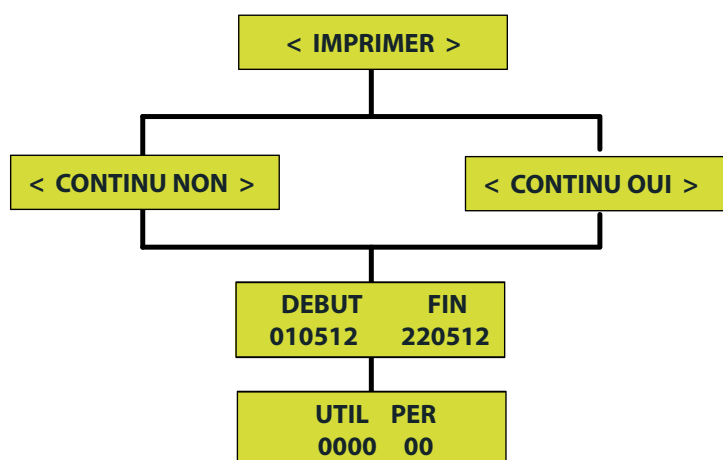 < IMPRIMER >
< CONTINU NON >
< CONTINU OUI >
DEBUT FIN
010512 220512
UTIL PER
0000 00